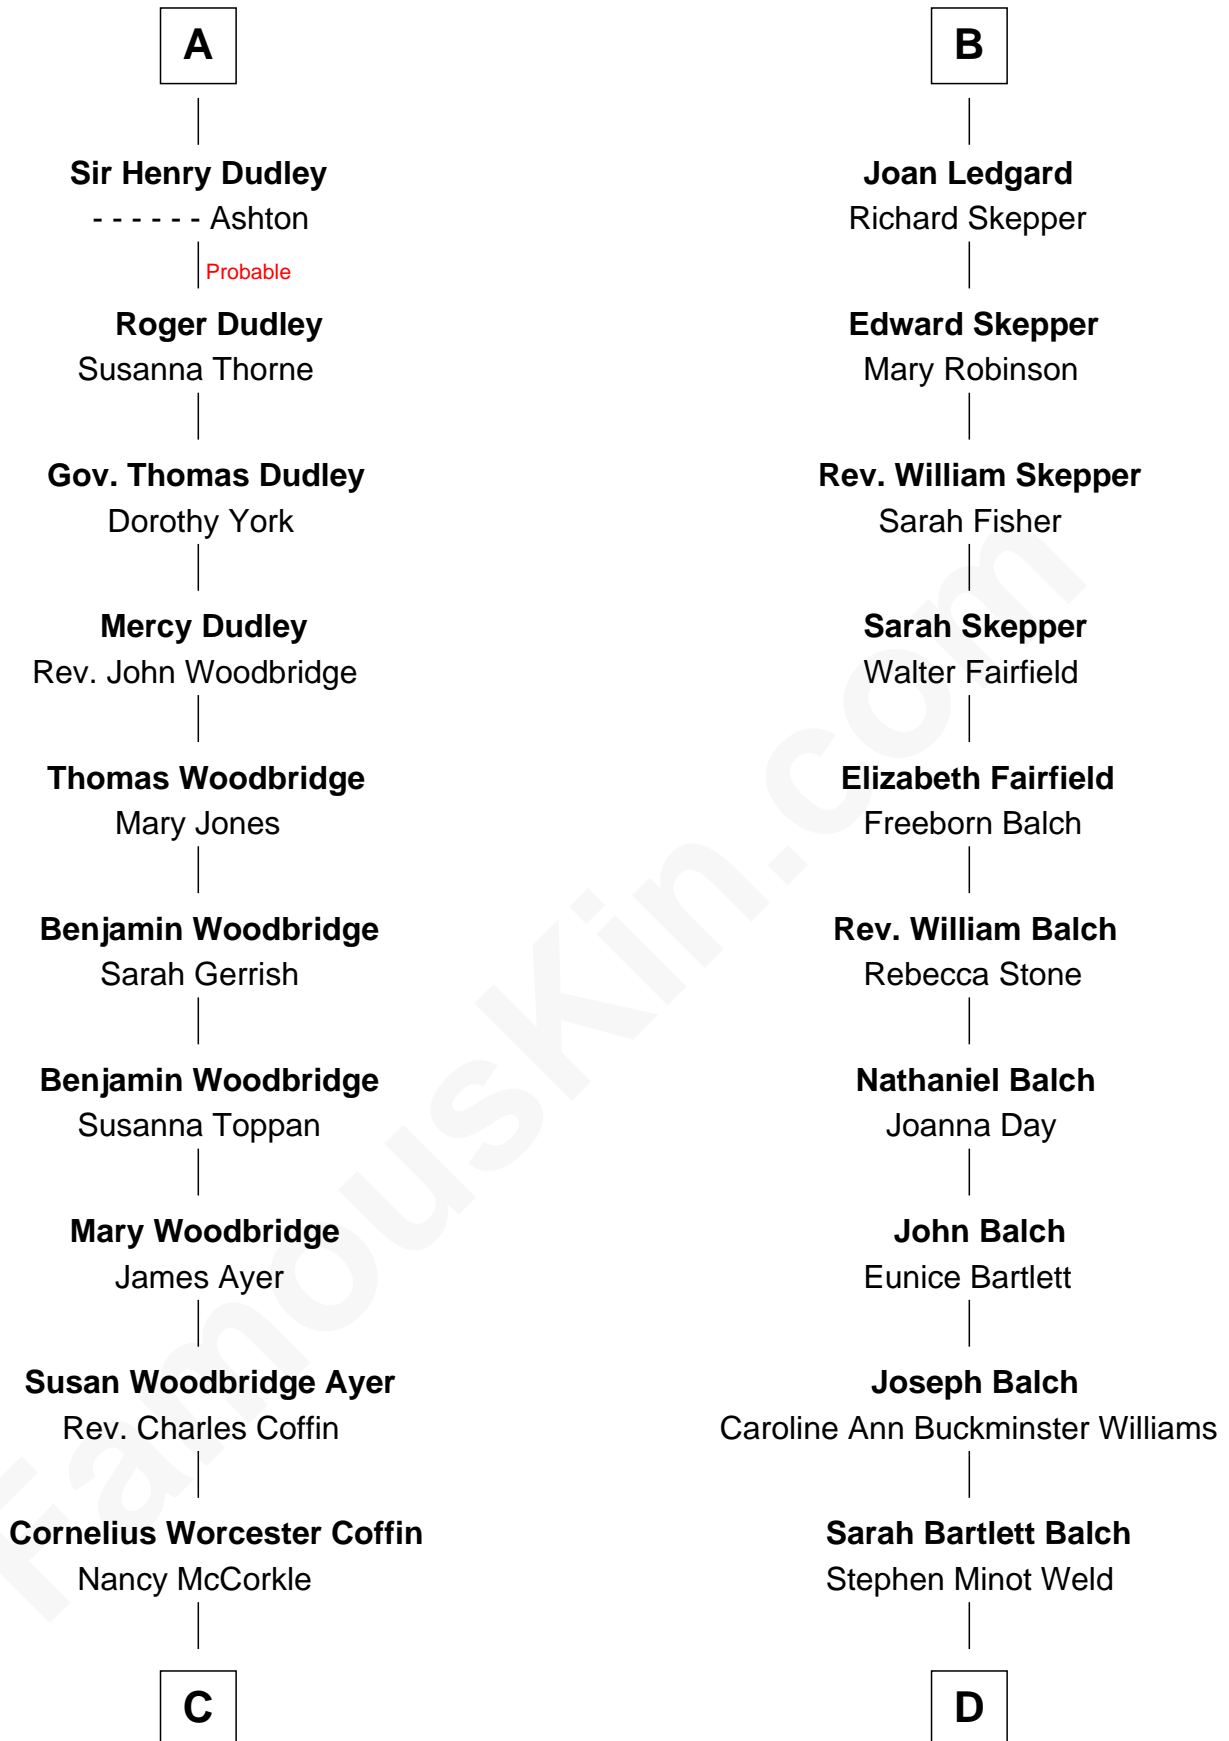 A
Sir Henry Dudley
- - - - - - Ashton
Probable
Roger Dudley
Susanna Thorne
Gov. Thomas Dudley
Dorothy York
Mercy Dudley
Rev. John Woodbridge
Thomas Woodbridge
Mary Jones
Benjamin Woodbridge
Sarah Gerrish
Benjamin Woodbridge
Susanna Toppan
Mary Woodbridge
James Ayer
Susan Woodbridge Ayer
Rev. Charles Coffin
Cornelius Worcester Coffin
Nancy McCorkle
C
B
Joan Ledgard
Richard Skepper
Edward Skepper
Mary Robinson
Rev. William Skepper
Sarah Fisher
Sarah Skepper
Walter Fairfield
Elizabeth Fairfield
Freeborn Balch
Rev. William Balch
Rebecca Stone
Nathaniel Balch
Joanna Day
John Balch
Eunice Bartlett
Joseph Balch
Caroline Ann Buckminster Williams
Sarah Bartlett Balch
Stephen Minot Weld
D
FamousKin.com